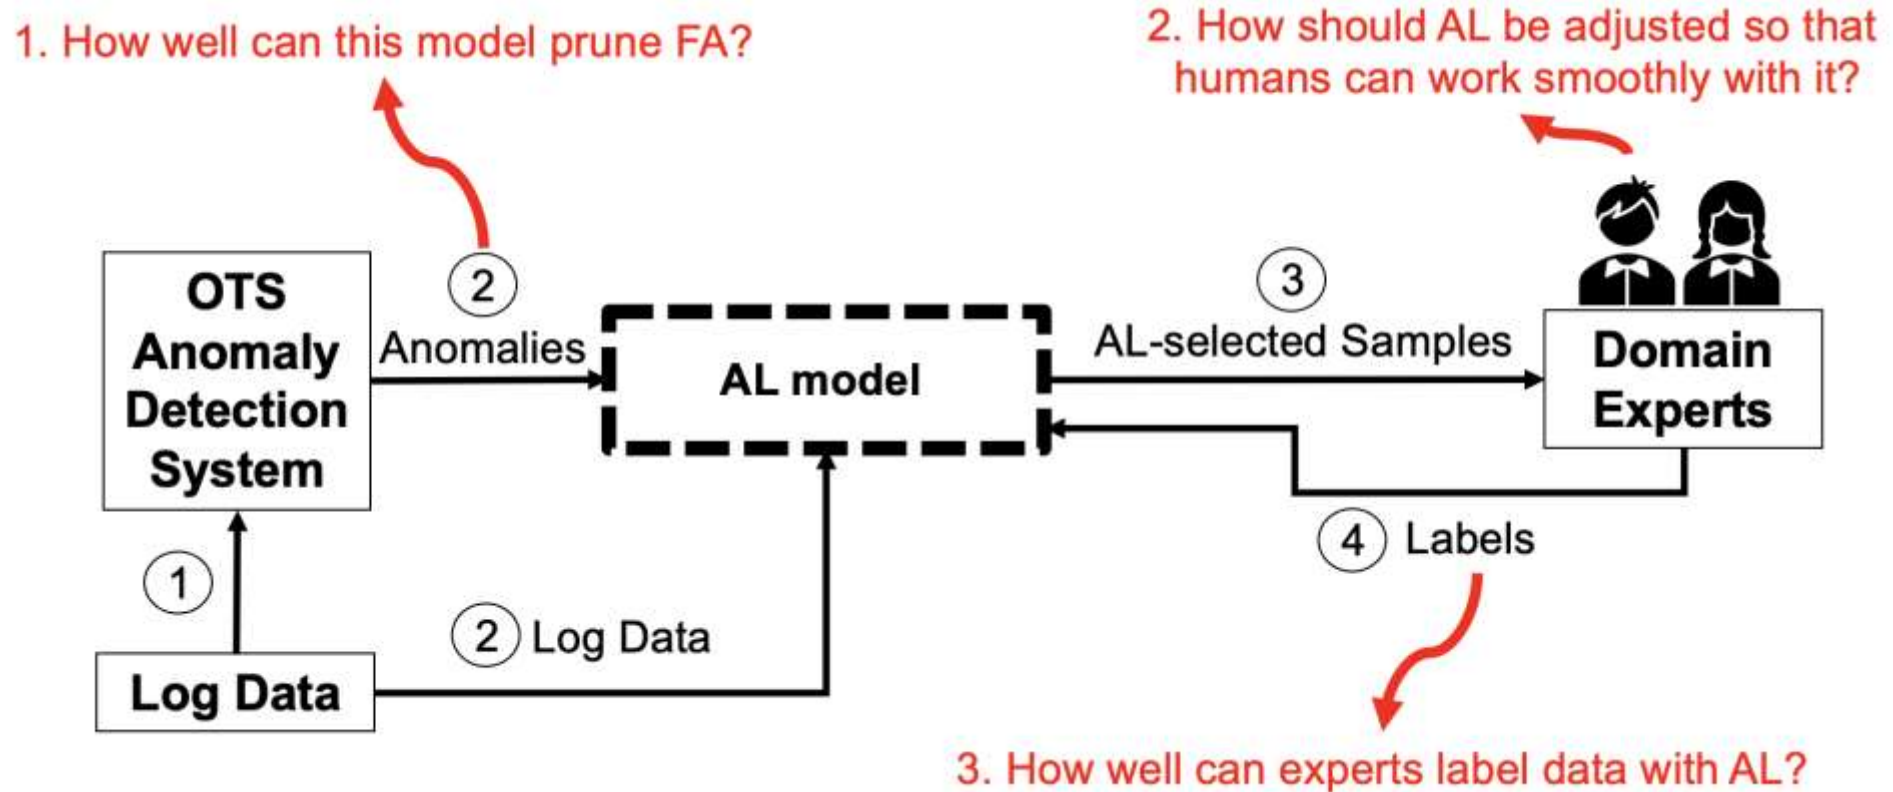 1. How well can this model prune FA?
2. How should AL be adjusted so that
humans can work smoothly with it?
OTS
Anomaly
Detection
System
2
Anomalies
AL model
3
AL-selected Samples
Domain
Experts
1
2 Log Data
4 Labels
Log Data
3. How well can experts label data with AL?